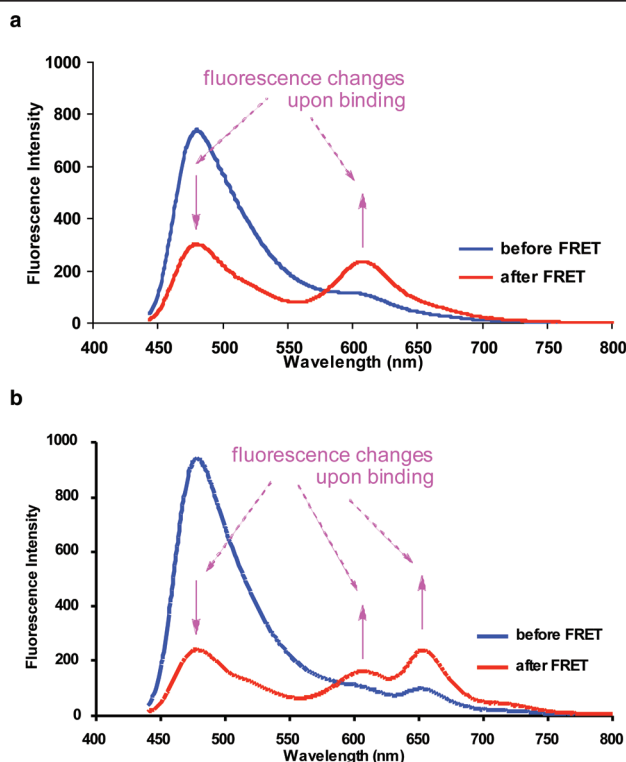 a
1000
800
600
400
200
0
Fluorescence Intensity
fluorescence changes
upon binding
before FRET
after FRET
400 450 500 550 600 650 700 750 800
Wavelength (nm)
b
1000
800
600
400
200
0
Fluorescence Intensity
fluorescence changes
upon binding
before FRET
after FRET
400 450 500 550 600 650 700 750 800
Wavelength (nm)